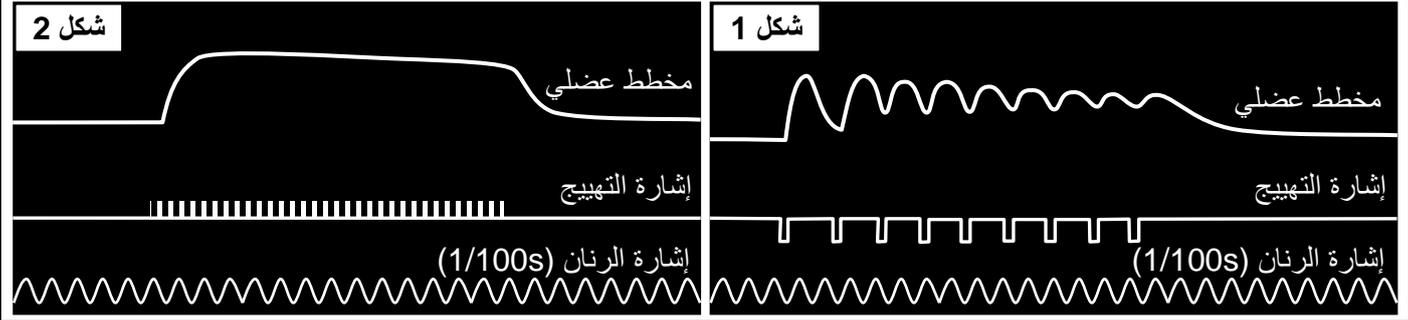 شكل 1
مخطط عضلي
إشارة التهييج
إشارة الرنان (1/100s)
شكل 2
مخطط عضلي
إشارة التهييج
إشارة الرنان (1/100s)